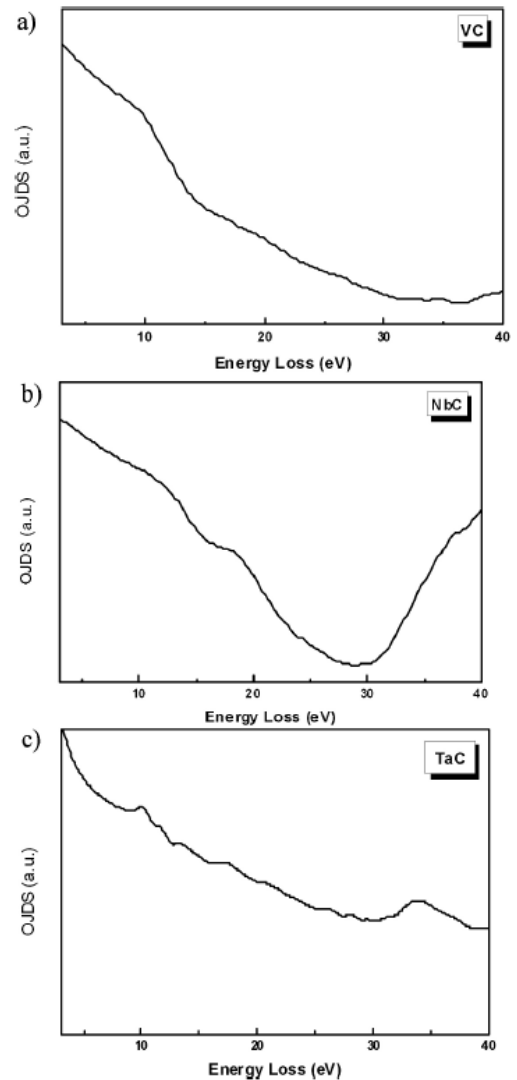 a)
VC
OJDS (a.u.)
10 20 30 40
Energy Loss (eV)
b)
NbC
OJDS (a.u.)
10 20 30 40
Energy Loss (eV)
c)
TaC
OJDS (a.u.)
10 20 30 40
Energy Loss (eV)